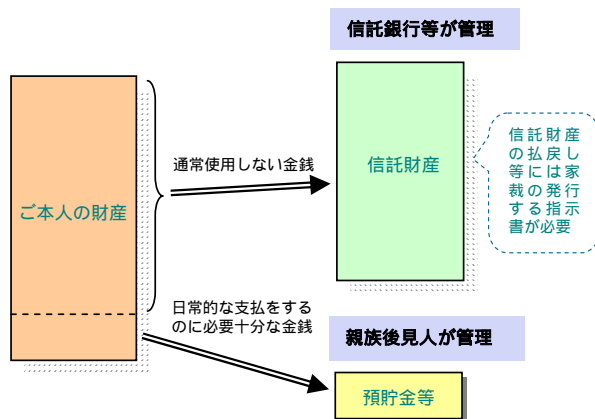 信託銀行等が管理
ご本人の財産
通常使用しない金銭
信託財産
信託財産
の払戻し
等には家
裁の発行
する指示
書が必要
日常的な支払をする
のに必要十分な金銭
親族後見人が管理
預貯金等